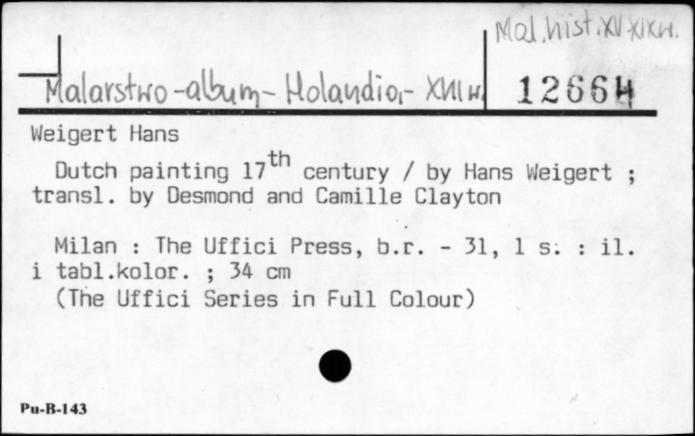 Mal.hist.XV-XIXw.
Malarstwo-album-Holandia-XVIIw.
1266H
Weigert Hans
Dutch painting 17th century / by Hans Weigert ;
transl. by Desmond and Camille Clayton
Milan : The Uffici Press, b.r. - 31, l s. : il.
i tabl.kolor. ; 34 cm
(The Uffici Series in Full Colour)
Pu-B-143